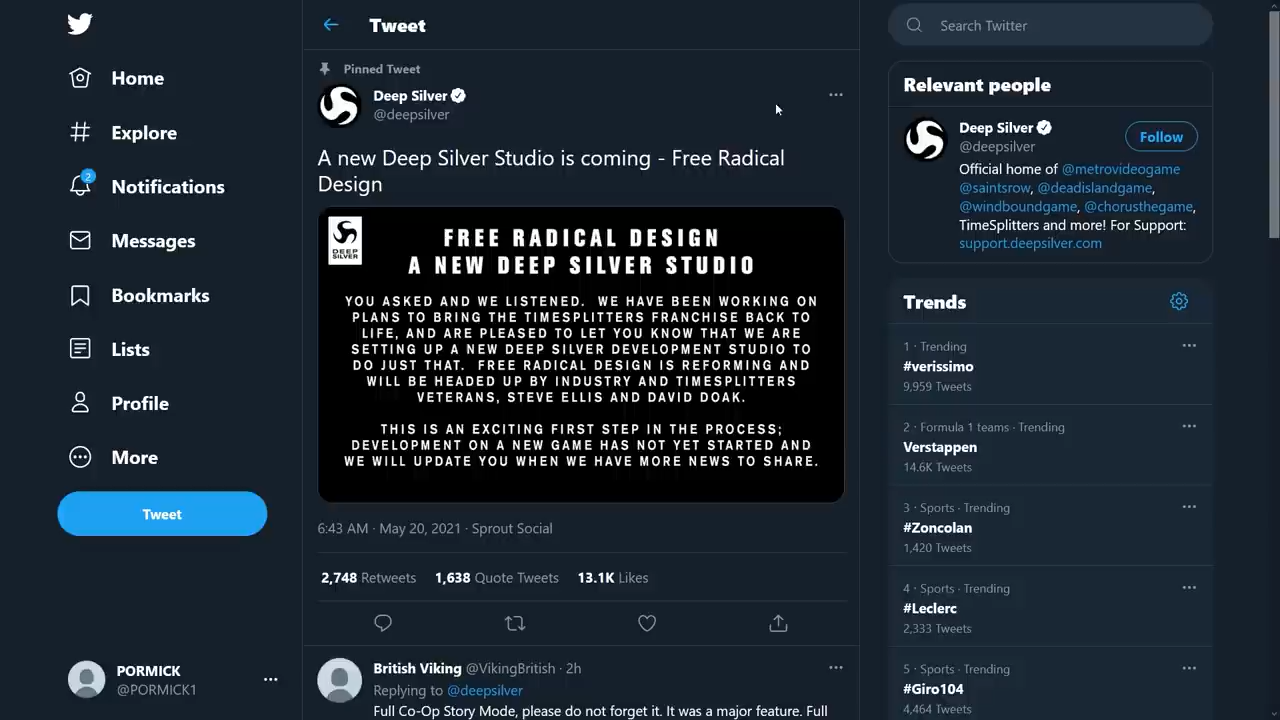 Home
Explore
2
Notifications
Messages
Bookmarks
Lists
Profile
More
Tweet
PORMICK
@PORMICK1
Tweet
Pinned Tweet
Deep Silver
@deepsilver
A new Deep Silver Studio is coming - Free Radical
Design
DEEP
SILVER
FREE RADICAL DESIGN
A NEW DEEP SILVER STUDIO
YOU ASKED AND WE LISTENED. WE HAVE BEEN WORKING ON
PLANS TO BRING THE TIMESPLITTERS FRANCHISE BACK TO
LIFE, AND ARE PLEASED TO LET YOU KNOW THAT WE ARE
SETTING UP A NEW DEEP SILVER DEVELOPMENT STUDIO TO
DO JUST THAT. FREE RADICAL DESIGN IS REFORMING AND
WILL BE HEADED UP BY INDUSTRY AND TIMESPLITTERS
VETERANS, STEVE ELLIS AND DAVID DOAK.
THIS IS AN EXCITING FIRST STEP IN THE PROCESS;
DEVELOPMENT ON A NEW GAME HAS NOT YET STARTED AND
WE WILL UPDATE YOU WHEN WE HAVE MORE NEWS TO SHARE.
6:43 AM · May 20, 2021 · Sprout Social
2,748 Retweets 1,638 Quote Tweets 13.1K Likes
British Viking @VikingBritish · 2h
Replying to @deepsilver
Full Co-Op Story Mode, please do not forget it. It was a major feature. Full
Search Twitter
Relevant people
Deep Silver
@deepsilver
Follow
Official home of @metrovideogame
@saintsrow, @deadislandgame,
@windboundgame, @chorusthegame,
TimeSplitters and more! For Support:
support.deepsilver.com
Trends
1 · Trending
#verissimo
9,959 Tweets
2 · Formula 1 teams · Trending
Verstappen
14.6K Tweets
3 · Sports · Trending
#Zoncolan
1,420 Tweets
4 · Sports · Trending
#Leclerc
2,333 Tweets
5 · Sports · Trending
#Giro104
4,464 Tweets